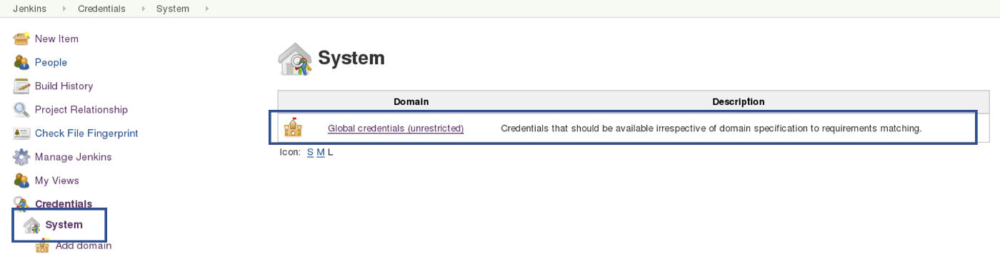 Jenkins Credentials System
New Item
People
Build History
Project Relationship
Check File Fingerprint
Manage Jenkins
My Views
Credentials
System
Add domain
System
Domain Description
Global credentials (unrestricted) Credentials that should be available irrespective of domain specification to requirements matching.
Icon: S M L